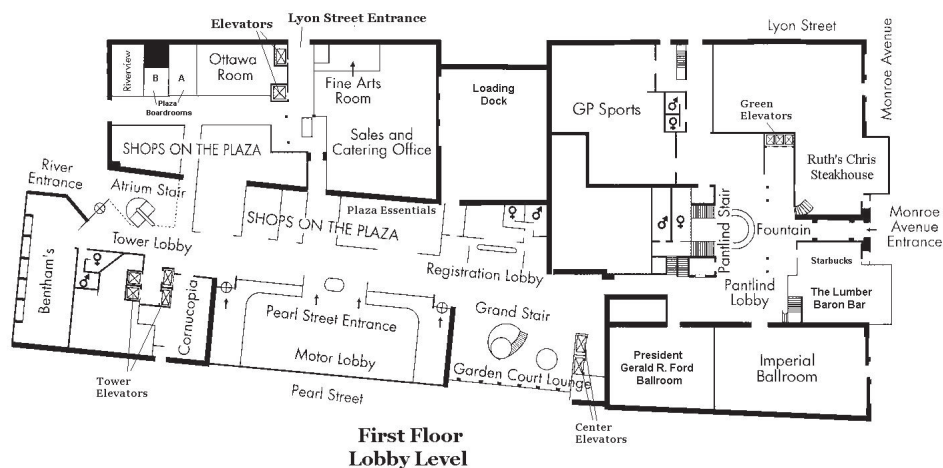 Elevators
Lyon Street Entrance
Lyon Street
Monroe Avenue
Riverview
B
A
Plaza
Boardrooms
Ottawa
Room
Fine Arts
Room
Loading
Dock
GP Sports
Green
Elevators
SHOPS ON THE PLAZA
Sales and
Catering Office
Ruth's Chris
Steakhouse
River
Entrance
Atrium Stair
SHOPS ON THE PLAZA
Plaza Essentials
Pantlind Stair
Fountain
Monroe
Avenue
Entrance
Tower Lobby
Registration Lobby
Starbucks
Bentham's
Cornucopia
Pantlind
Lobby
The Lumber
Baron Bar
Pearl Street Entrance
Grand Stair
Motor Lobby
Garden Court Lounge
President
Gerald R. Ford
Ballroom
Imperial
Ballroom
Tower
Elevators
Pearl Street
Center
Elevators
First Floor
Lobby Level